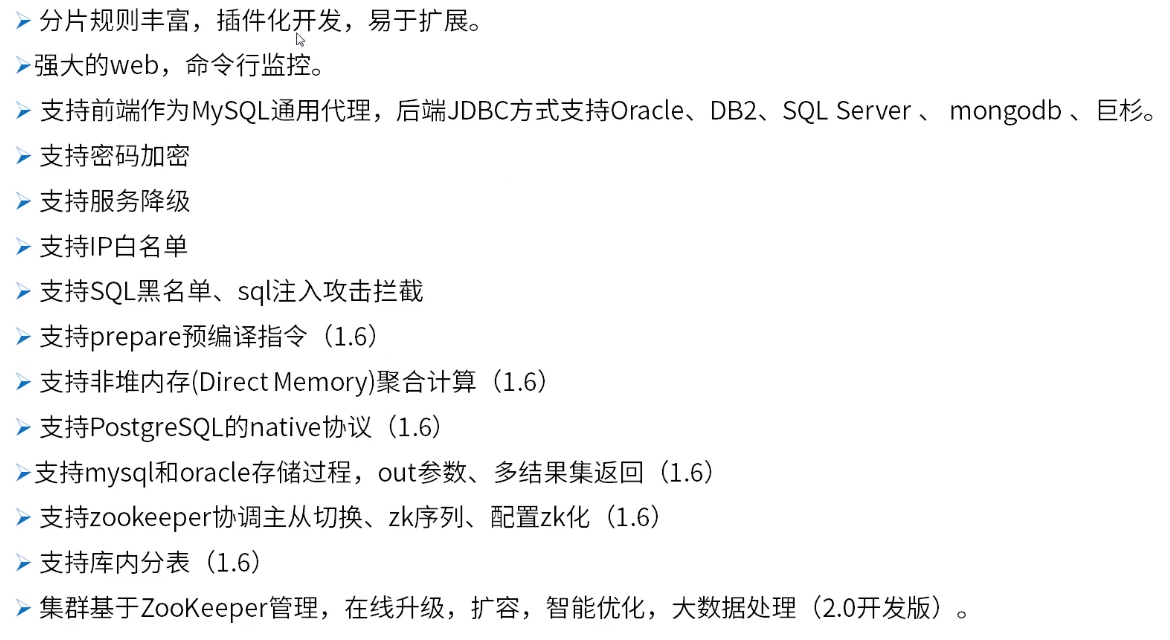 分片规则丰富，插件化开发，易于扩展。
强大的web，命令行监控。
支持前端作为MySQL通用代理，后端JDBC方式支持Oracle、DB2、SQL Server 、 mongodb 、巨杉。
支持密码加密
支持服务降级
支持IP白名单
支持SQL黑名单、sql注入攻击拦截
支持prepare预编译指令（1.6）
支持非堆内存(Direct Memory)聚合计算（1.6）
支持PostgreSQL的native协议（1.6）
支持mysql和oracle存储过程，out参数、多结果集返回（1.6）
支持zookeeper协调主从切换、zk序列、配置zk化（1.6）
支持库内分表（1.6）
集群基于ZooKeeper管理，在线升级，扩容，智能优化，大数据处理（2.0开发版）。